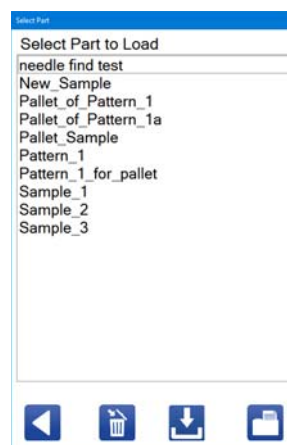 Select Part
Select Part to Load
needle find test
New_Sample
Pallet_of_Pattern_1
Pallet_of_Pattern_1a
Pallet_Sample
Pattern_1
Pattern_1_for_pallet
Sample_1
Sample_2
Sample_3